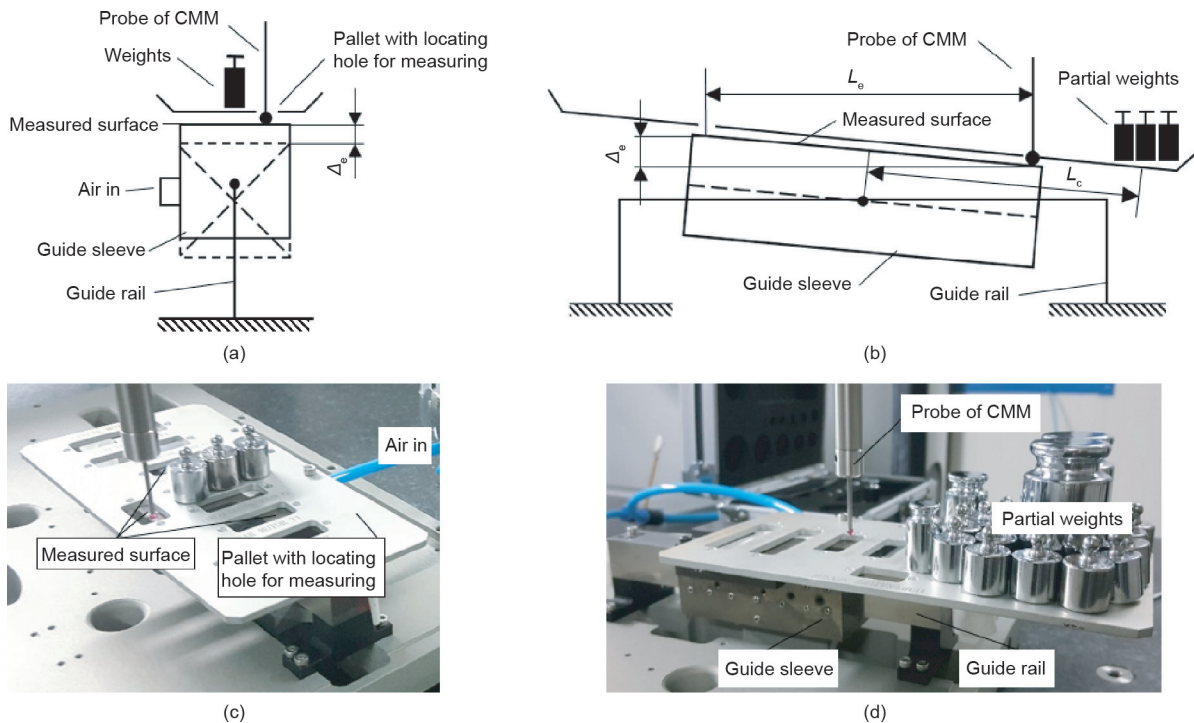 Probe of CMM
Weights
Pallet with locating
hole for measuring
Measured surface
Δe
Air in
Guide sleeve
Guide rail
(a)
Probe of CMM
Le
Partial weights
Measured surface
Δe
Lc
Guide sleeve
Guide rail
(b)
Air in
Measured surface
Pallet with locating
hole for measuring
(c)
Probe of CMM
Partial weights
Guide sleeve
Guide rail
(d)